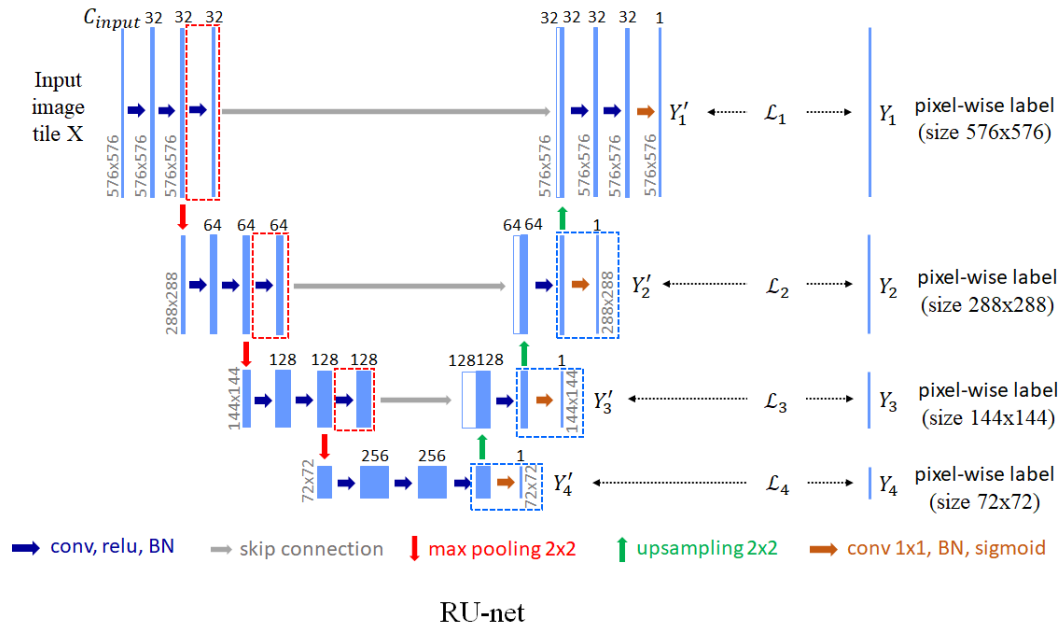 C_input 32 32 32 32 32 32 32 1
Input
image
tile X
576x576 576x576 576x576 576x576 576x576 576x576 576x576 576x576
Y′_1 ℒ_1 Y_1
pixel-wise label
(size 576x576)
64 64 64 64 64 1
288x288 288x288
Y′_2 ℒ_2 Y_2
pixel-wise label
(size 288x288)
128 128 128 128 128 1
144x144 144x144
Y′_3 ℒ_3 Y_3
pixel-wise label
(size 144x144)
256 256 1
72x72 72x72
Y′_4 ℒ_4 Y_4
pixel-wise label
(size 72x72)
conv, relu, BN skip connection max pooling 2x2 upsampling 2x2 conv 1x1, BN, sigmoid
RU-net